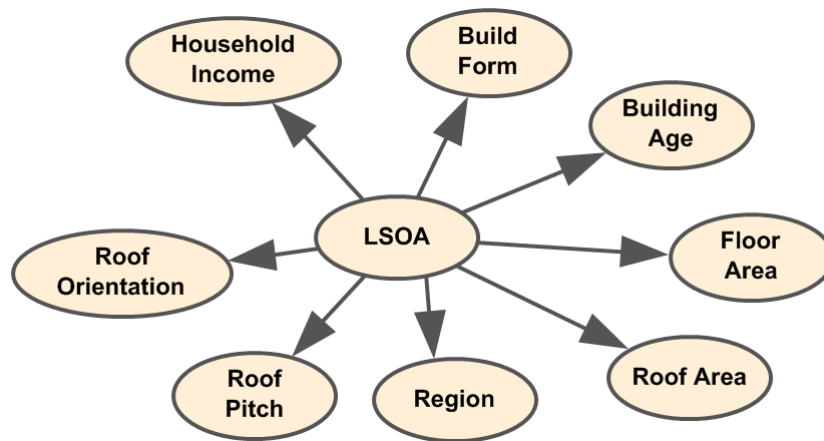 Household
Income
Build
Form
Building
Age
LSOA
Roof
Orientation
Floor
Area
Roof
Pitch
Region
Roof Area